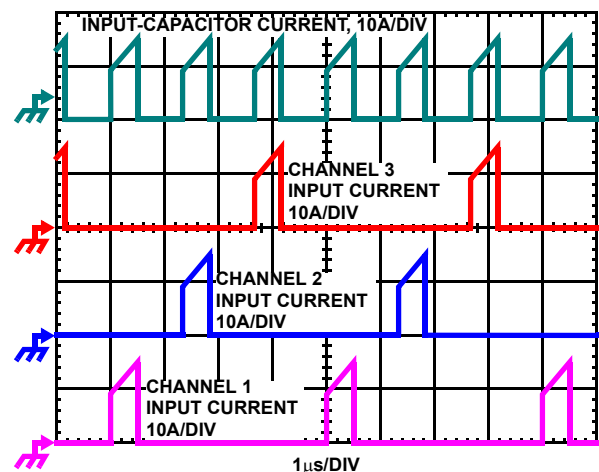 INPUT-CAPACITOR CURRENT, 10A/DIV
CHANNEL 3
INPUT CURRENT
10A/DIV
CHANNEL 2
INPUT CURRENT
10A/DIV
CHANNEL 1
INPUT CURRENT
10A/DIV
1μs/DIV